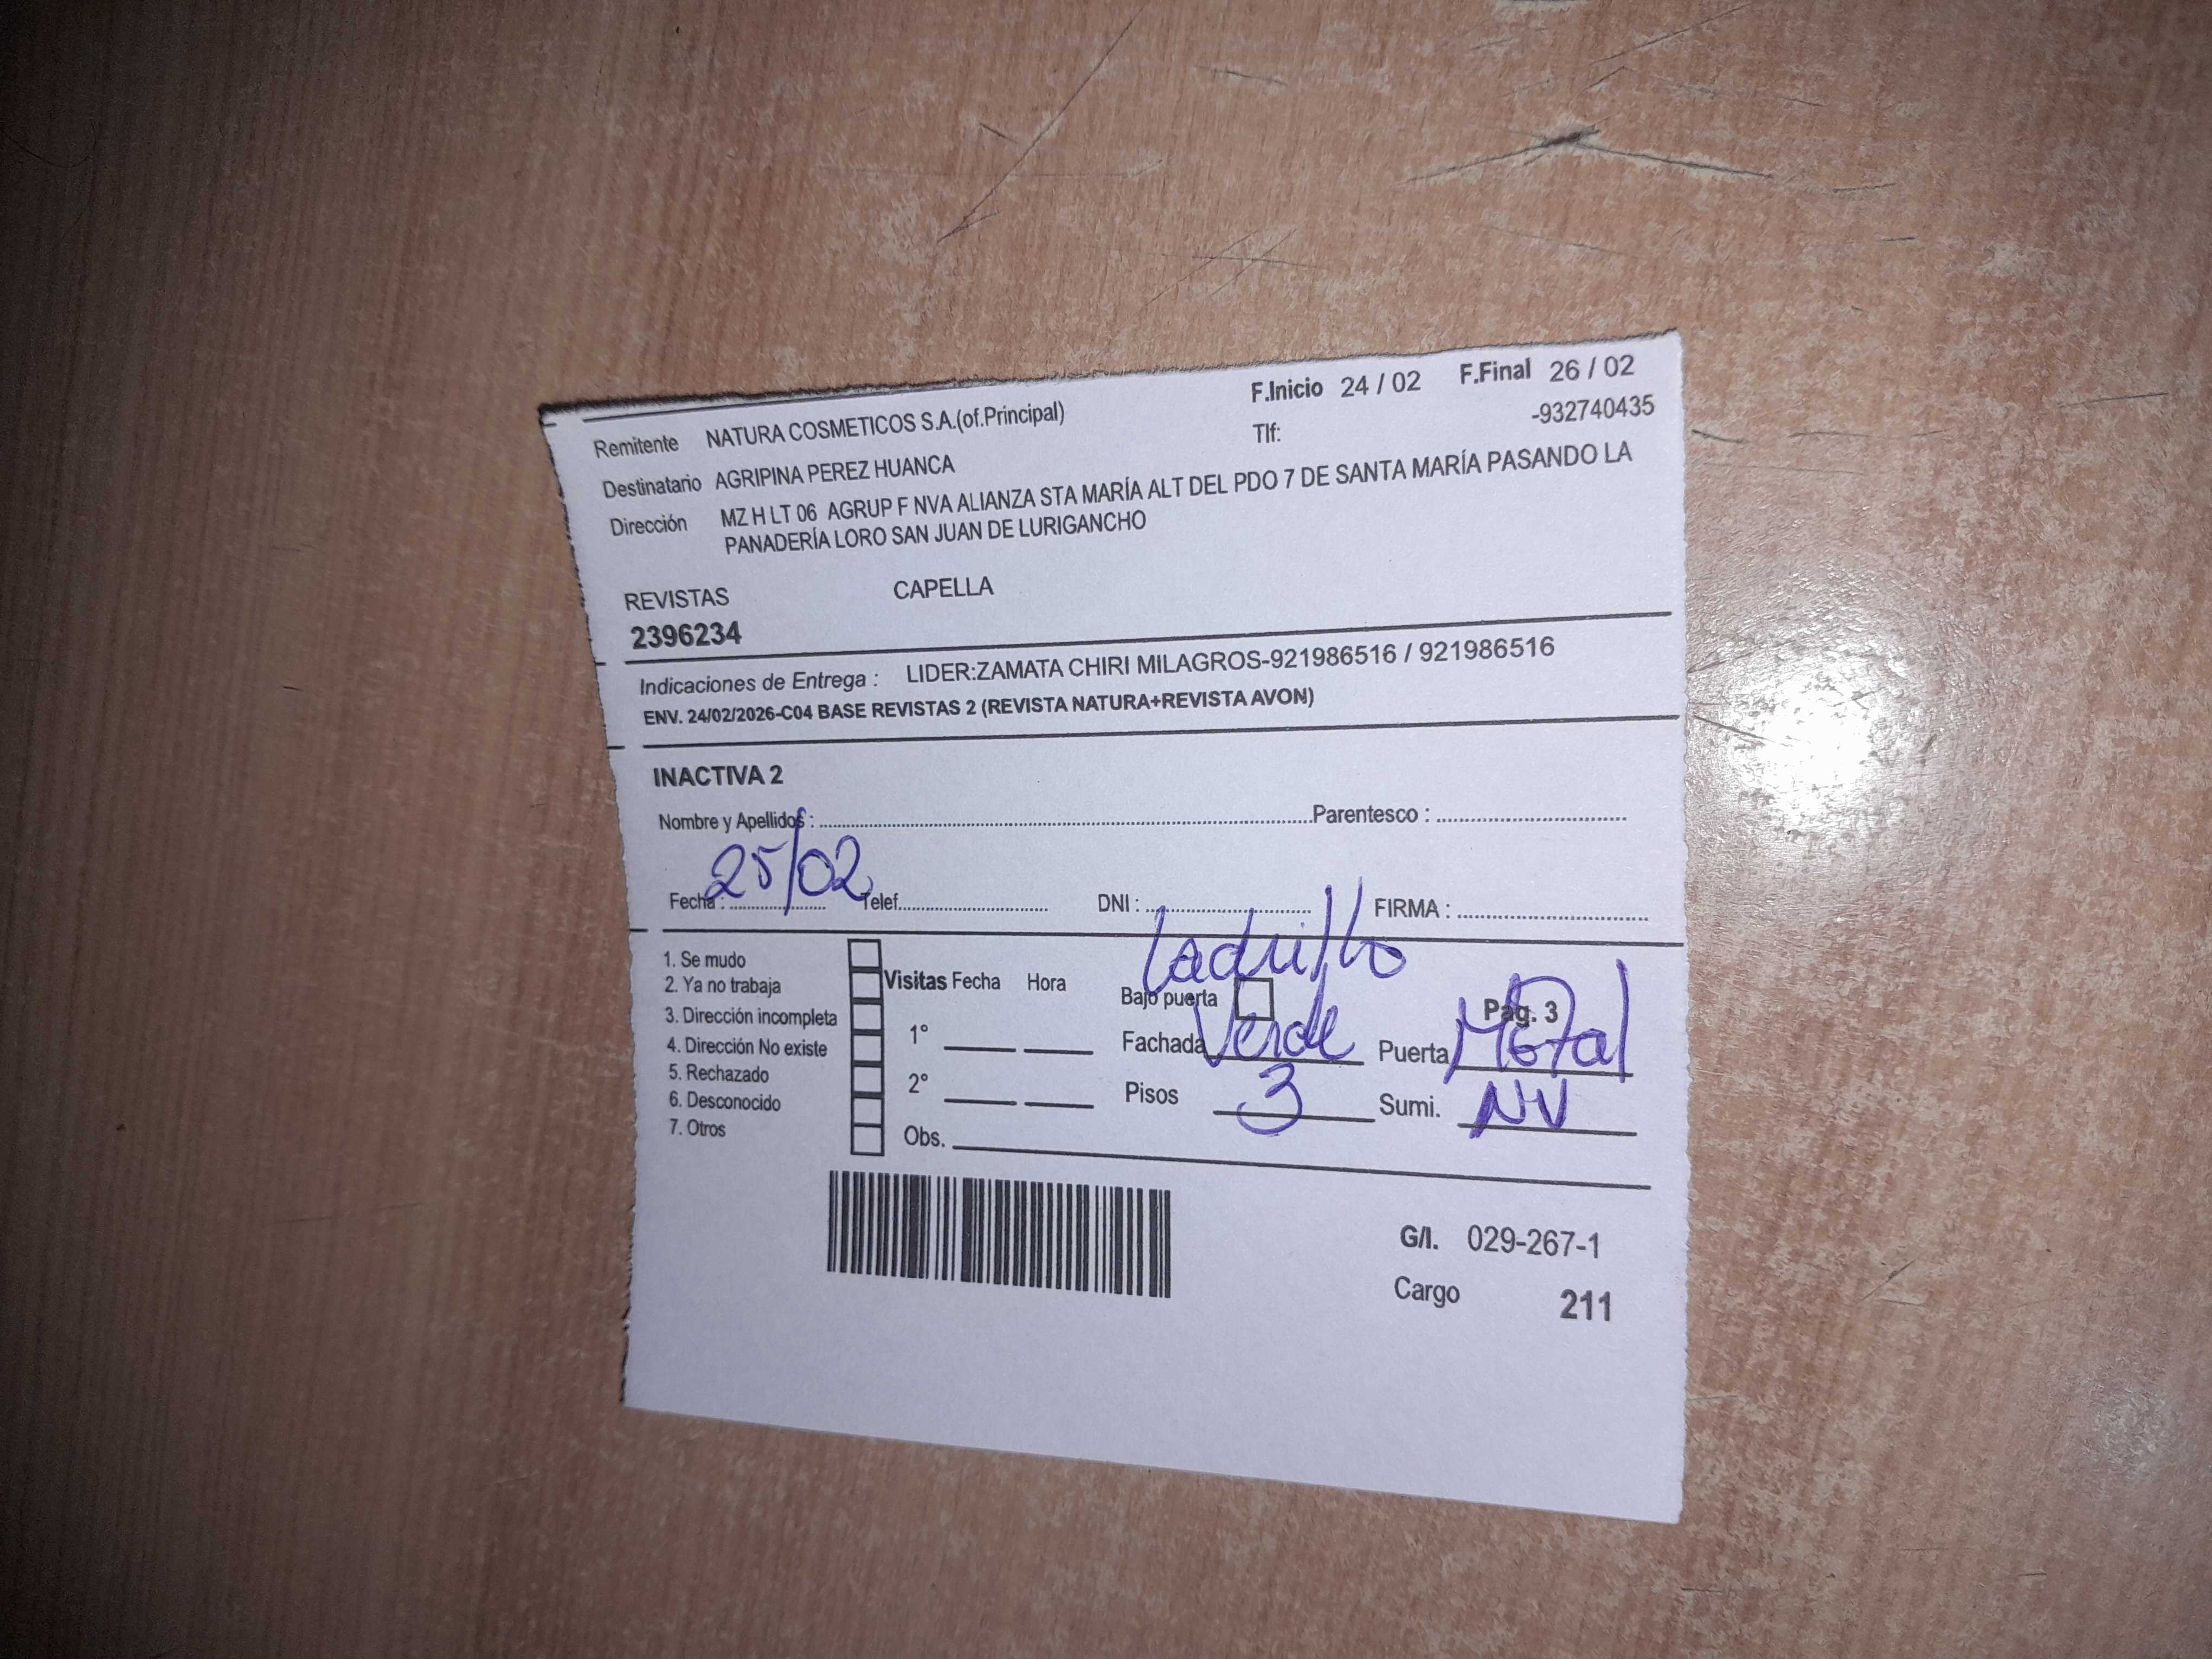 F.Inicio 24 / 02 F.Final 26 / 02
Remitente NATURA COSMETICOS S.A.(of.Principal) Tlf: -932740435
Destinatario AGRIPINA PEREZ HUANCA
Dirección MZ H LT 06 AGRUP F NVA ALIANZA STA MARÍA ALT DEL PDO 7 DE SANTA MARÍA PASANDO LA
PANADERÍA LORO SAN JUAN DE LURIGANCHO
REVISTAS CAPELLA
2396234
Indicaciones de Entrega : LIDER:ZAMATA CHIRI MILAGROS-921986516 / 921986516
ENV. 24/02/2026-C04 BASE REVISTAS 2 (REVISTA NATURA+REVISTA AVON)
INACTIVA 2
Nombre y Apellidos : Parentesco :
Fecha : 25/02 Telef. DNI : FIRMA :
1. Se mudo
2. Ya no trabaja
3. Dirección incompleta
4. Dirección No existe
5. Rechazado
6. Desconocido
7. Otros
Visitas Fecha Hora
1°
2°
Obs.
Ladrillo
Bajo puerta Pag. 3
Fachada Verde Puerta Metal
Pisos 3 Sumi. NV
G/I. 029-267-1
Cargo 211